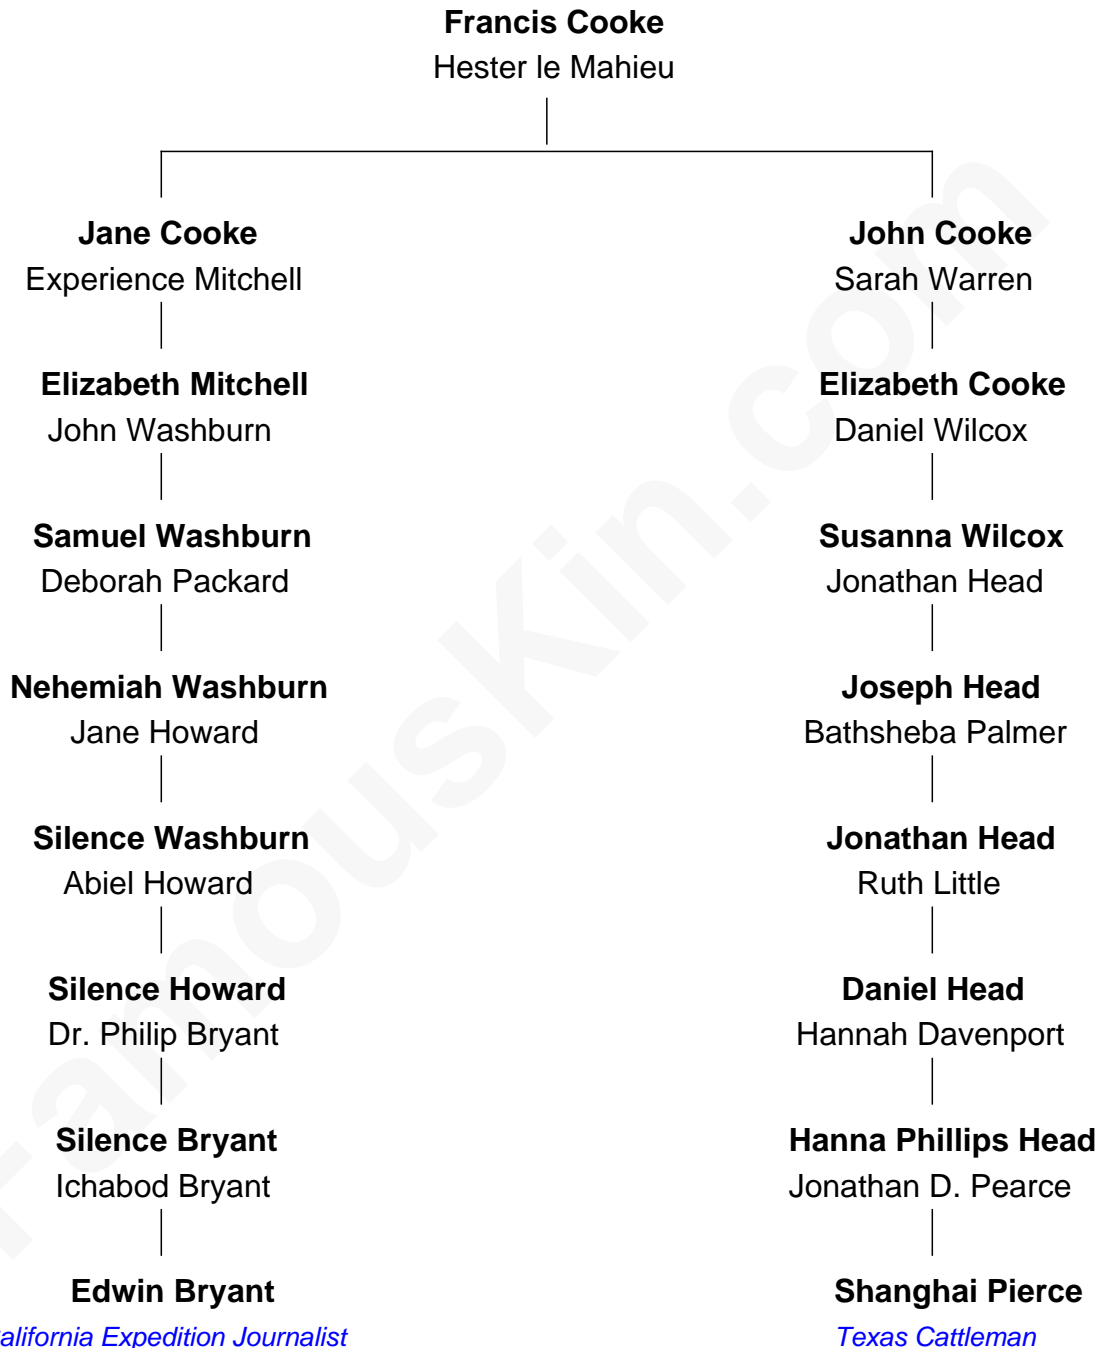 Francis Cooke
Hester le Mahieu
Jane Cooke
Experience Mitchell
John Cooke
Sarah Warren
Elizabeth Mitchell
John Washburn
Elizabeth Cooke
Daniel Wilcox
Samuel Washburn
Deborah Packard
Susanna Wilcox
Jonathan Head
Nehemiah Washburn
Jane Howard
Joseph Head
Bathsheba Palmer
Silence Washburn
Abiel Howard
Jonathan Head
Ruth Little
Silence Howard
Dr. Philip Bryant
Daniel Head
Hannah Davenport
Silence Bryant
Ichabod Bryant
Hanna Phillips Head
Jonathan D. Pearce
Edwin Bryant
alifornia Expedition Journalist
Shanghai Pierce
Texas Cattleman
FamousKin.com